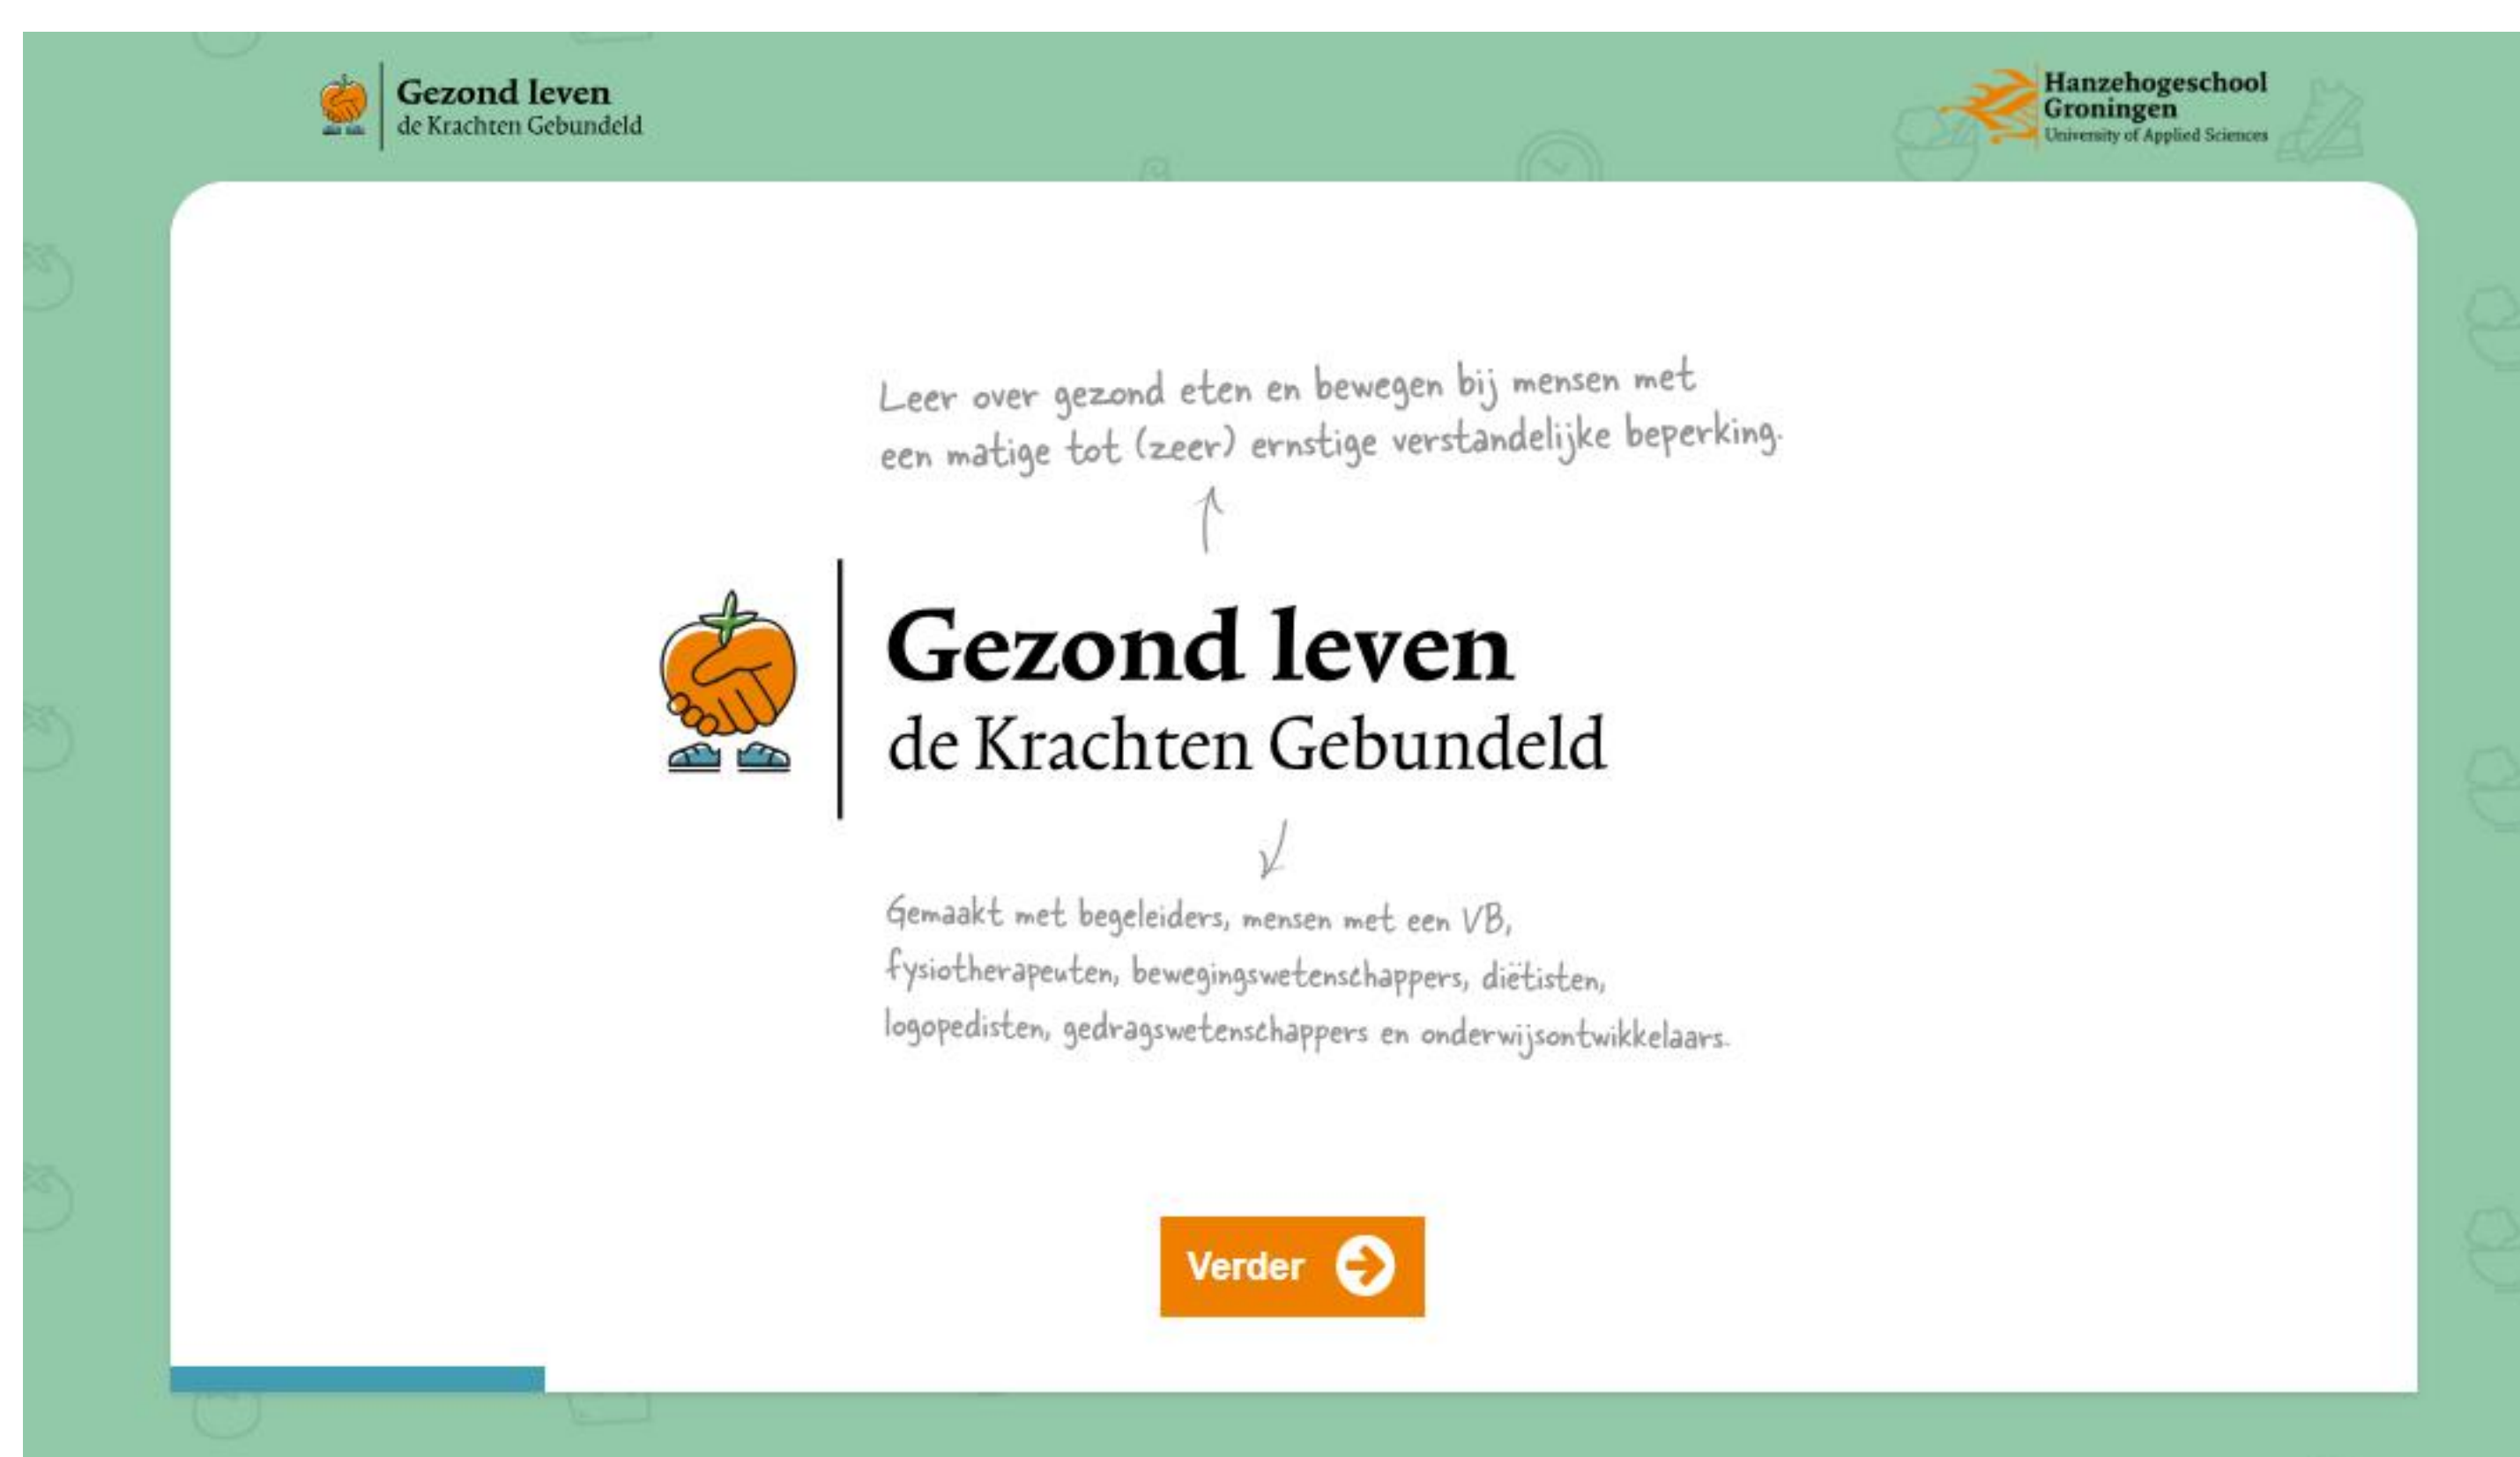 Gezond leven
de Krachten Gebundeld
Hanzehogeschool
Groningen
University of Applied Sciences
Leer over gezond eten en bewegen bij mensen met
een matige tot (zeer) ernstige verstandelijke beperking.
Gezond leven
de Krachten Gebundeld
Gemaakt met begeleiders, mensen met een VB,
fysiotherapeuten, bewegingswetenschappers, diëtisten,
logopedisten, gedragswetenschappers en onderwijsontwikkelaars.
Verder